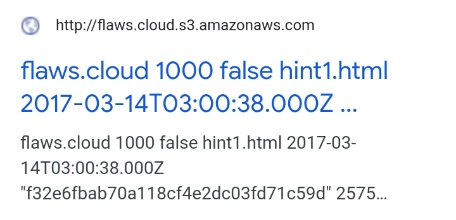 http://flaws.cloud.s3.amazonaws.com
flaws.cloud 1000 false hint1.html
2017-03-14T03:00:38.000Z ...
flaws.cloud 1000 false hint1.html 2017-03-
14T03:00:38.000Z
"f32e6fbab70a118cf4e2dc03fd71c59d" 2575...